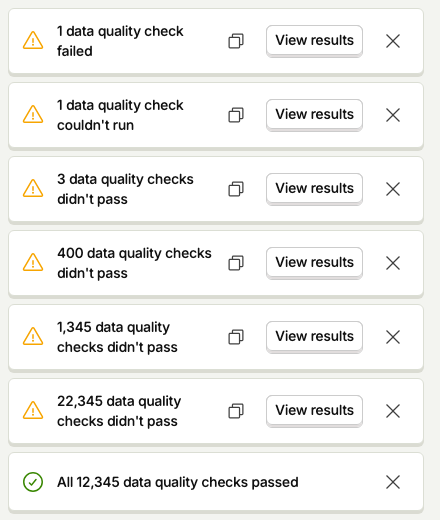 1 data quality check
failed
View results
1 data quality check
couldn't run
View results
3 data quality checks
didn't pass
View results
400 data quality checks
didn't pass
View results
1,345 data quality
checks didn't pass
View results
22,345 data quality
checks didn't pass
View results
All 12,345 data quality checks passed